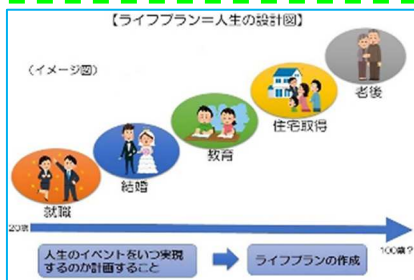 【ライフプラン＝人生の設計図】
（イメージ図）
老後
住宅取得
教育
結婚
就職
20歳
100歳？
人生のイベントをいつ実現
するのか計画すること
ライフプランの作成